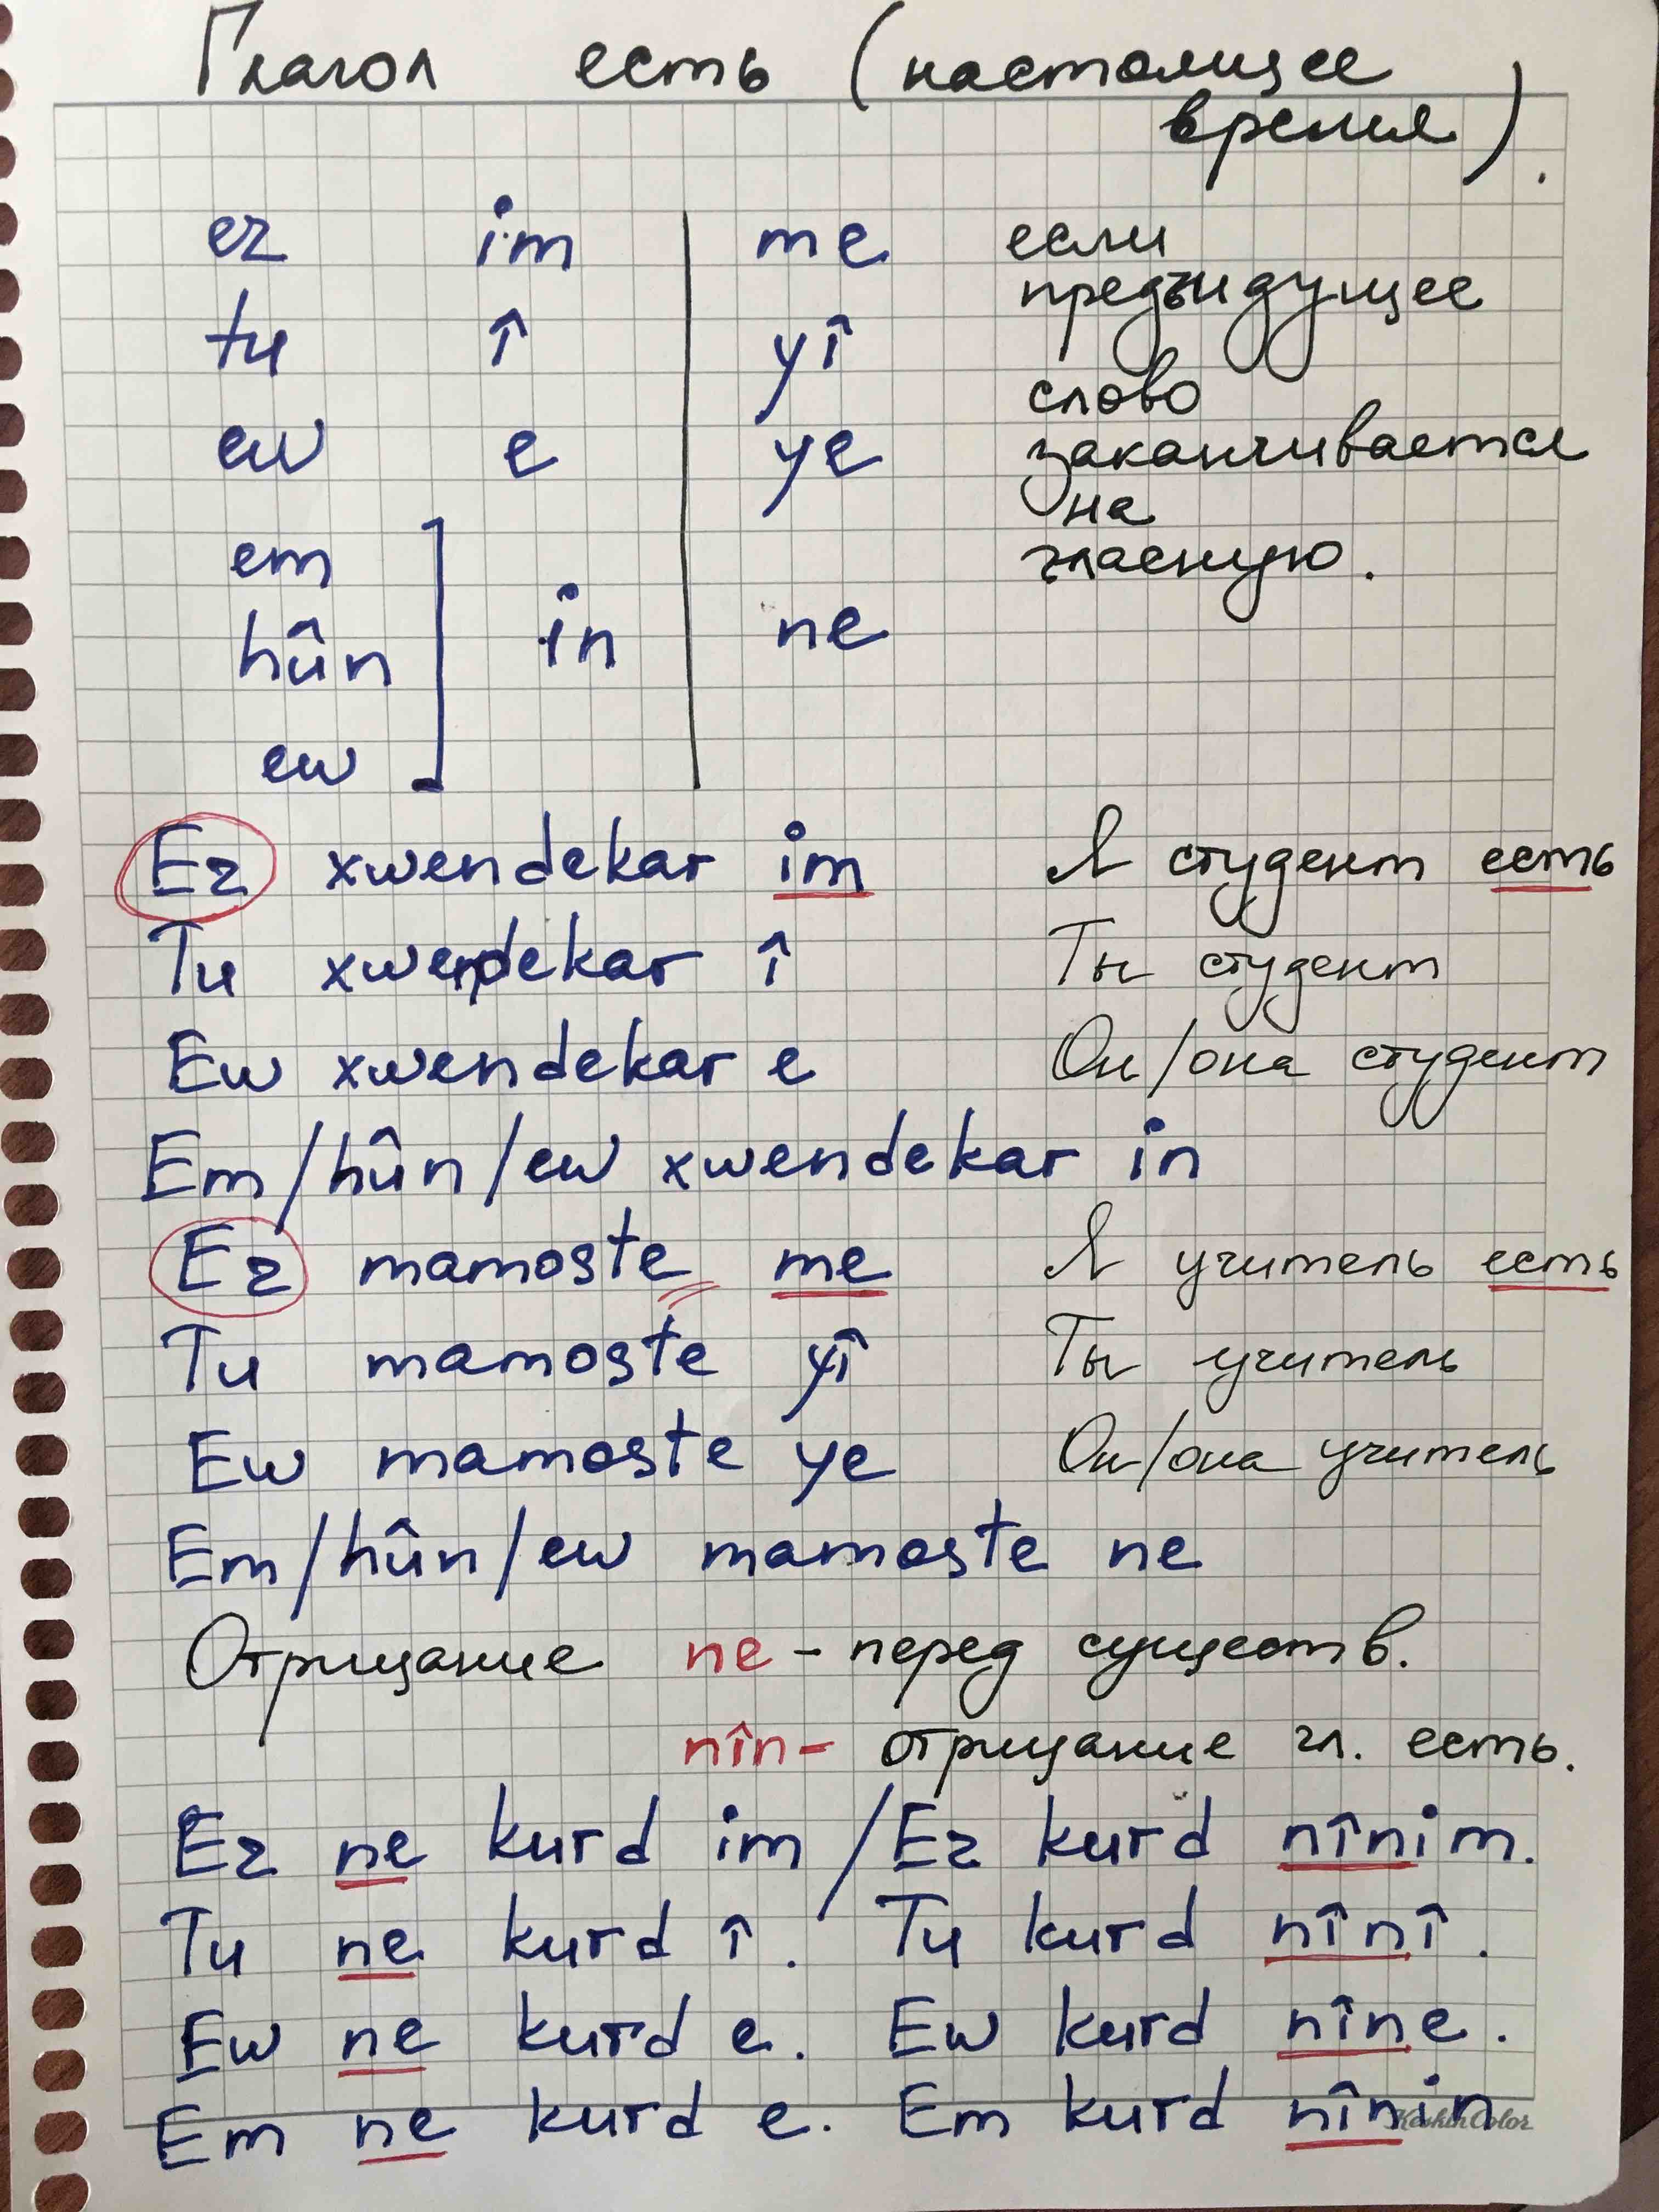 Глагол есть (настоящее
время).
ez im me если
предыдущее
tu î yî
слово
ew e ye заканчивается
на
em гласную.
hûn in ne
ew
Ez xwendekar im Я студент есть
Tu xwendekar î Ты студент
Ew xwendekar e Он/она студент
Em/hûn/ew xwendekar in
Ez mamoste me Я учитель есть
Tu mamoste yî Ты учитель
Ew mamoste ye Он/она учитель
Em/hûn/ew mamoste ne
Отрицание ne - перед существ.
nîn- отрицание гл. есть.
Ez ne kurd im / Ez kurd nînim.
Tu ne kurd î. Tu kurd nînî.
Ew ne kurd e. Ew kurd nîne.
Em ne kurd e. Em kurd nînin
KeskinColor